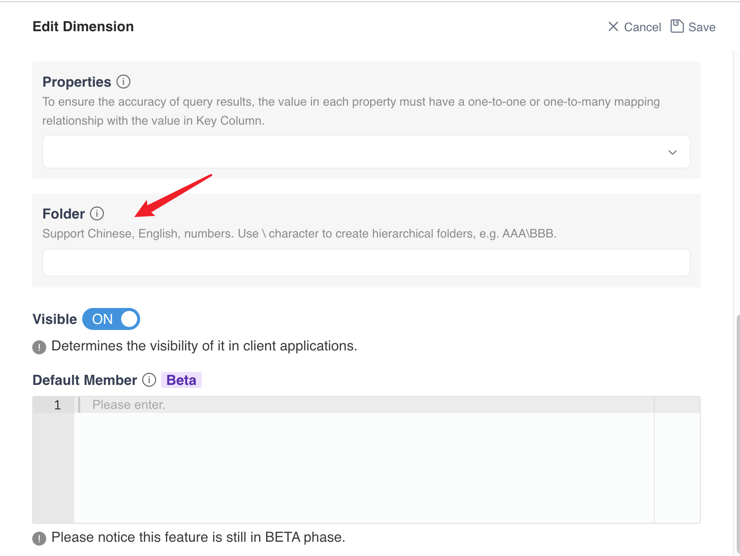 Edit Dimension
Cancel Save
Properties
To ensure the accuracy of query results, the value in each property must have a one-to-one or one-to-many mapping
relationship with the value in Key Column.
Folder
Support Chinese, English, numbers. Use \ character to create hierarchical folders, e.g. AAA\BBB.
Visible ON
Determines the visibility of it in client applications.
Default Member Beta
1 Please enter.
Please notice this feature is still in BETA phase.